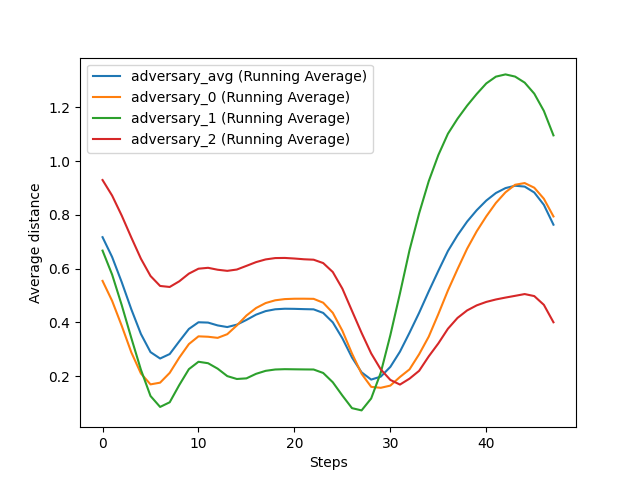 adversary_avg (Running Average)
adversary_0 (Running Average)
adversary_1 (Running Average)
adversary_2 (Running Average)
1.2
1.0
0.8
0.6
0.4
0.2
Average distance
0 10 20 30 40
Steps